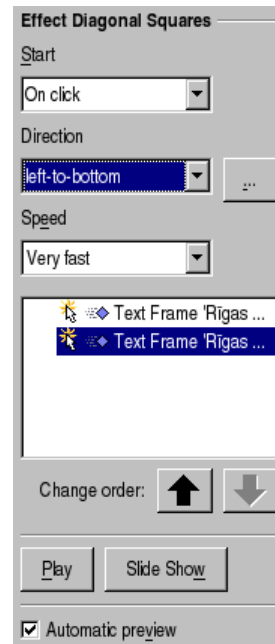 Effect Diagonal Squares
Start
On click
Direction
left-to-bottom
...
Speed
Very fast
Text Frame 'Rīgas ...
Text Frame 'Rīgas ...
Change order:
Play Slide Show
Automatic preview